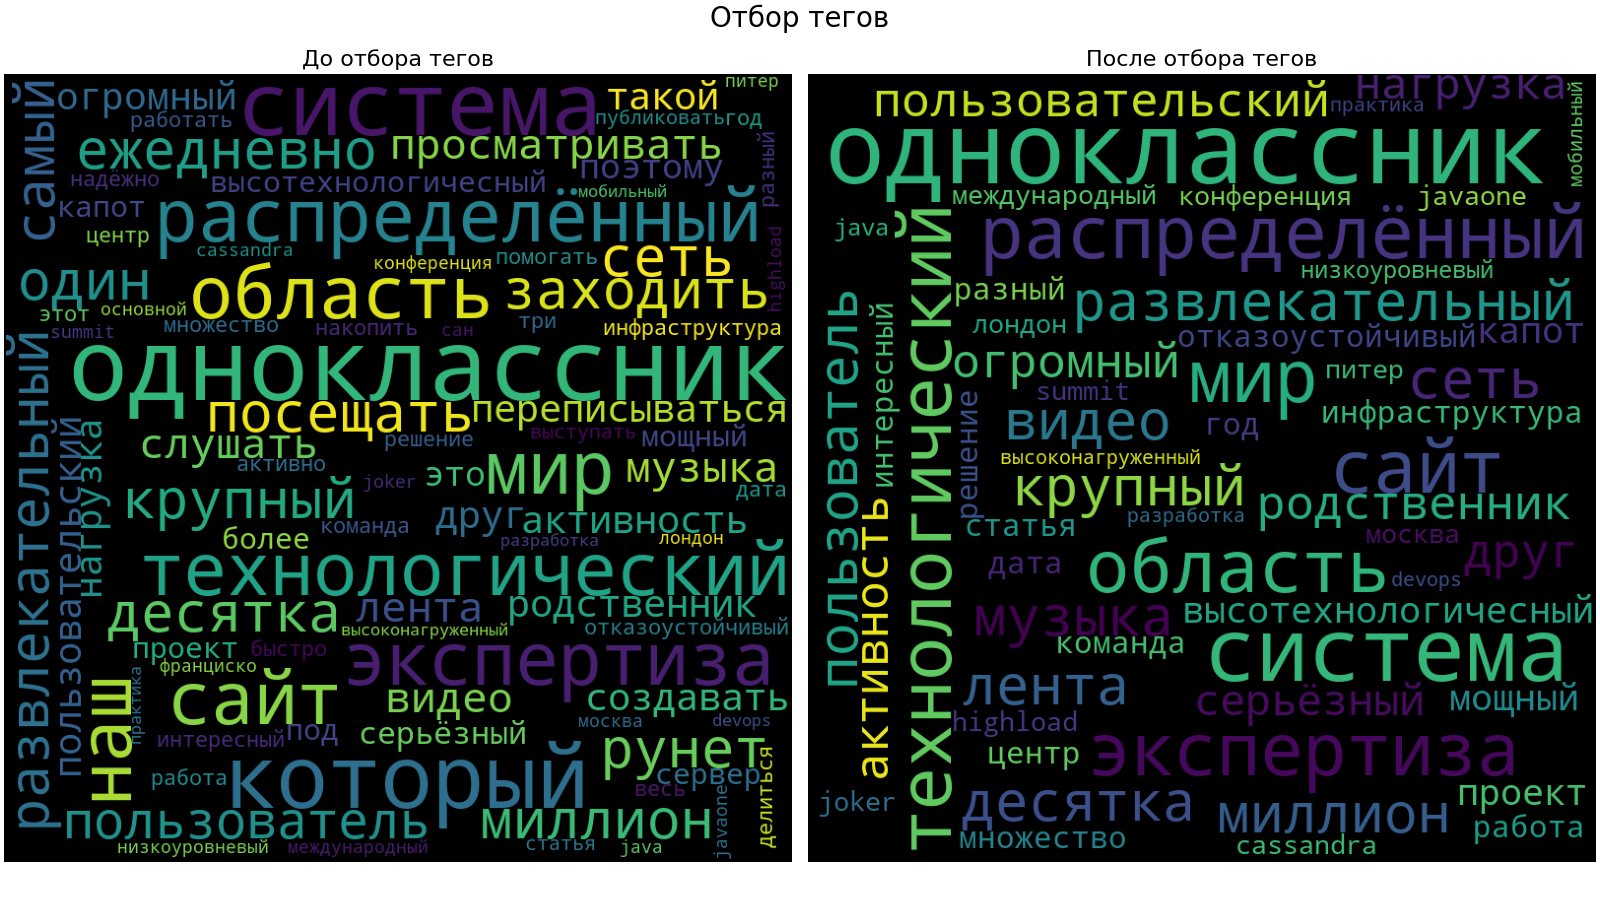 Отбор тегов
До отбора тегов
питер
огромный
система
такой
работать
публиковать
год
самый
ежедневно
просматривать
разный
поэтому
надёжно
высотехнологичесный
мобильный
капот
распределённый
центр
cassandra
конференция
помогать
сеть
highload
один
область
заходить
этот
основной
summit
множество
накопить
сан
три
инфраструктура
развлекательный
одноклассник
посещать
переписываться
пользовательский
нагрузка
слушать
решение
выступать
мощный
активно
это
мир
музыка
крупный
joker
дата
команда
друг
активность
более
разработка
лондон
технологический
десятка
лента
родственник
высоконагруженный
отказоустойчивый
проект
быстро
франциско
экспертиза
практика
наш
сайт
видео
создавать
москва
devops
интересный
под
серьёзный
рунет
работа
который
сервер
весь
делиться
javaone
пользователь
миллион
низкоуровневый
международный
статья
java
После отбора тегов
нагрузка
пользовательский
практика
мобильный
одноклассник
международный
конференция
javaone
java
распределённый
технологический
низкоуровневый
разный
развлекательный
пользователь
интересный
лондон
отказоустойчивый
капот
огромный
мир
питер
сеть
summit
решение
видео
год
инфраструктура
высоконагруженный
сайт
крупный
родственник
активность
статья
разработка
москва
друг
дата
область
devops
музыка
высотехнологичесный
команда
система
лента
серьёзный
мощный
highload
центр
экспертиза
joker
десятка
миллион
проект
работа
множество
cassandra